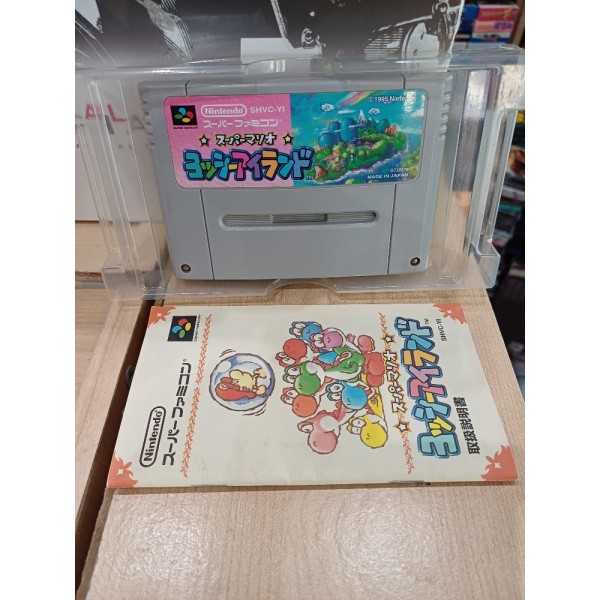 Nintendo SHVC-YI
スーパーファミコン
© 1995 Nintendo
スーパーマリオ
ヨッシーアイランド
MADE IN JAPAN
Nintendo
スーパーファミコン
スーパーマリオ
ヨッシーアイランド
SHVC-YI
取扱説明書